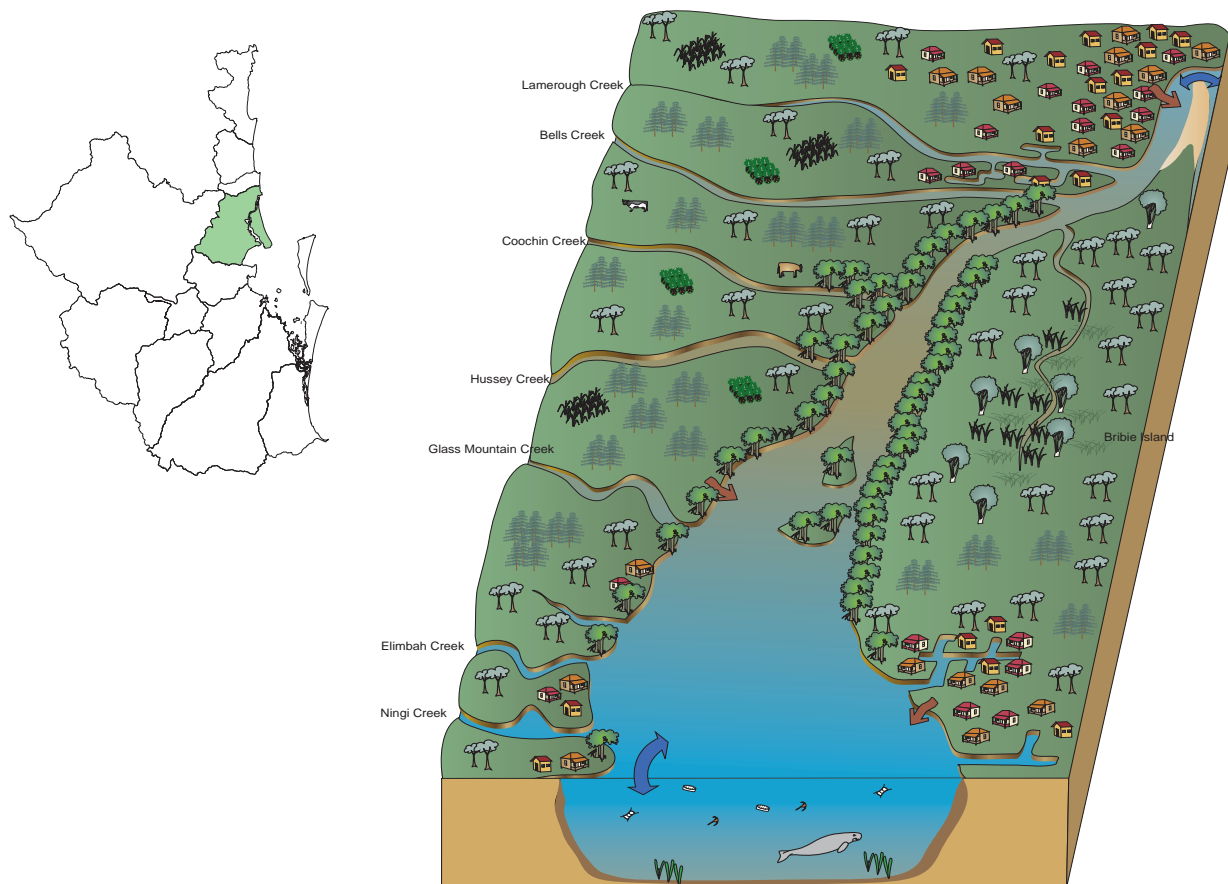 Lamerough Creek
Bells Creek
Coochin Creek
Hussey Creek
Glass Mountain Creek
Bribie Island
Elimbah Creek
Ningi Creek